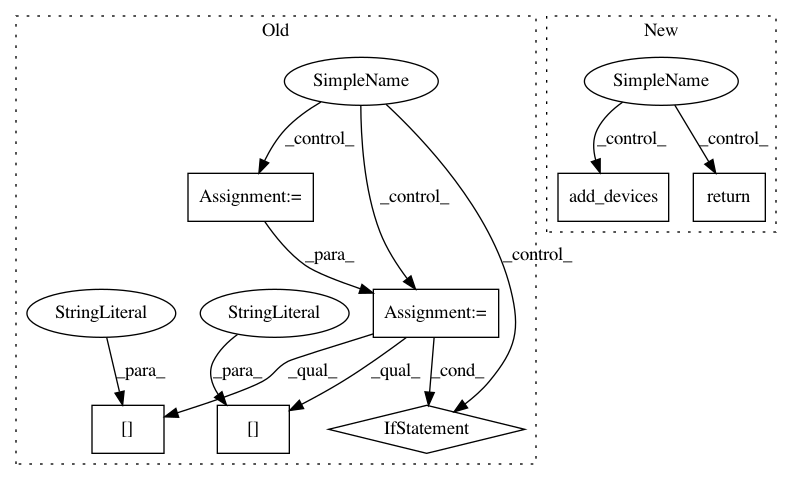 Old
New
SimpleName
SimpleName
_control_
_control_
_control_
Assignment:=
_control_
add_devices
return
_para_
_control_
StringLiteral
StringLiteral
Assignment:=
_para_
_para_
_qual_
_qual_
_cond_
[]
[]
IfStatement